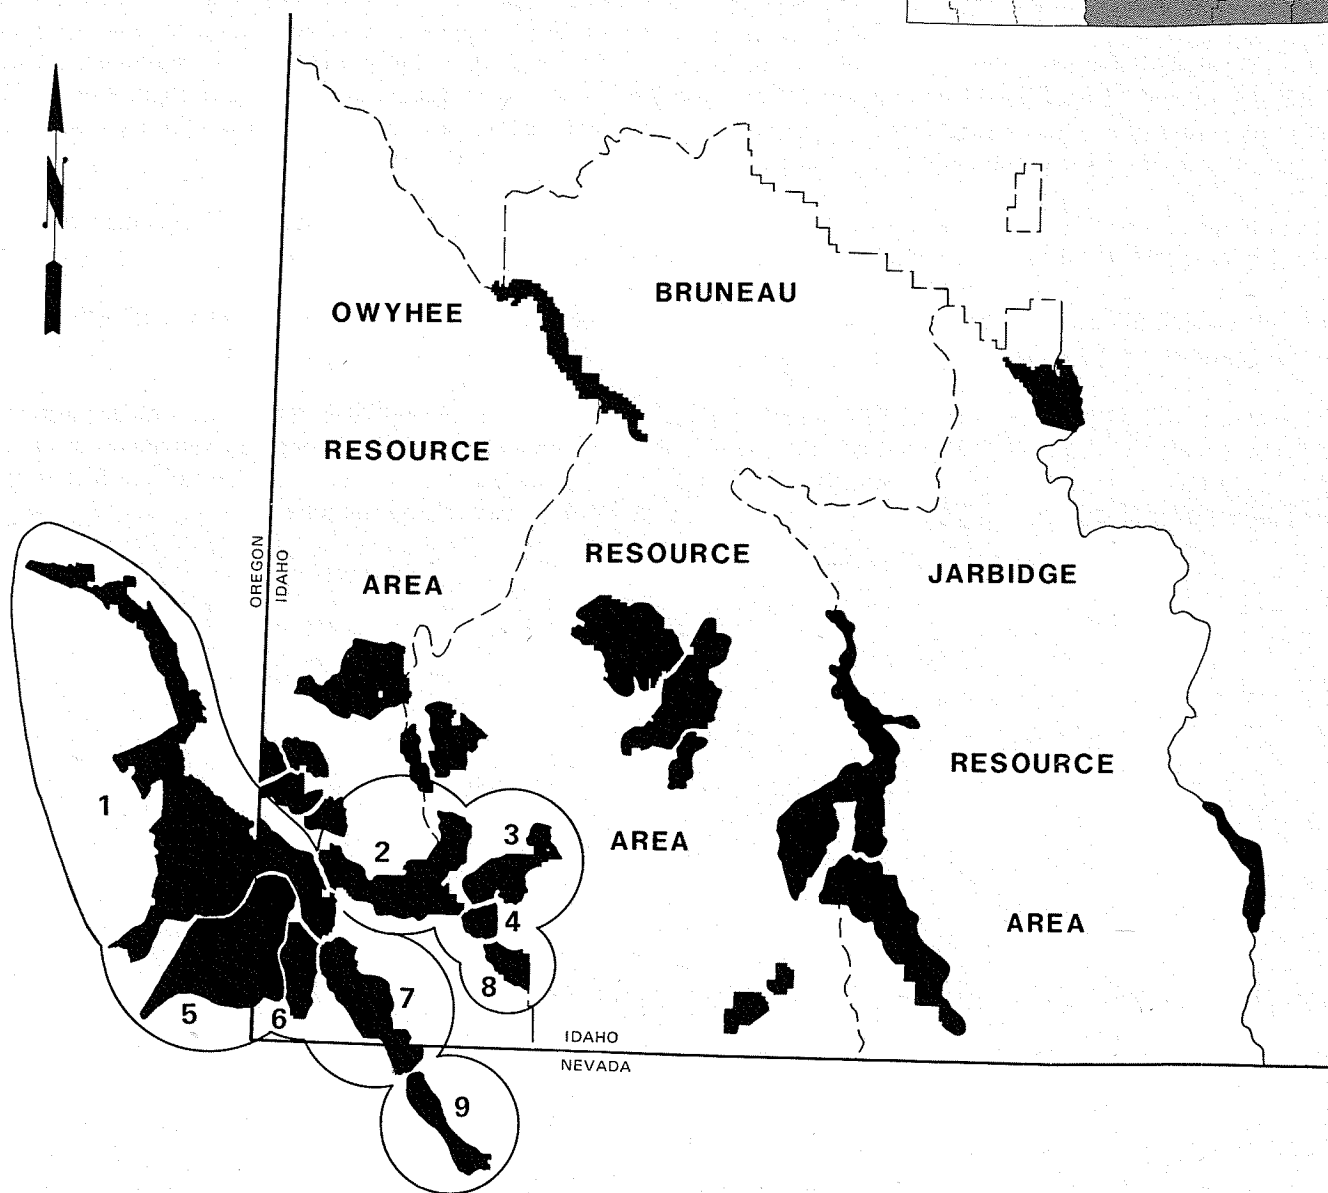 N
BRUNEAU
OWYHEE
RESOURCE
OREGON
IDAHO
RESOURCE
JARBIDGE
AREA
RESOURCE
1
2
3
AREA
4
AREA
8
7
5
6
IDAHO
NEVADA
9